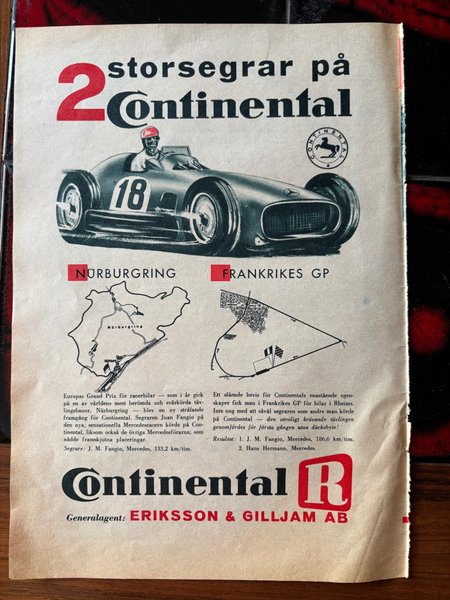 2 storsegrar på
Continental
18
CONTINENTAL
NÜRBURGRING
Nürburgring
Europas Grand Prix för racerbilar — som i år gick
på en av världens mest berömda och svårkörda täv-
lingsbanor, Nürburgring — blev en ny strålande
framgång för Continental. Segraren Juan Fangio på
den nya, sensationella Mercedesracern körde på Con-
tinental, liksom också de övriga Mercedesförarna, som
nådde framskjutna placeringar.
Segrare: J. M. Fangio, Mercedes, 133,2 km/tim.
FRANKRIKES GP
Ett slående bevis för Continentals enastående egen-
skaper fick man i Frankrikes GP för bilar i Rheims.
Inte nog med att såväl segraren som andre man körde
på Continental — den otroligt krävande tävlingen
genomfördes för första gången utan däcksbyte!
Resultat: 1. J. M. Fangio, Mercedes, 186,6 km/tim.
2. Hans Hermann, Mercedes.
Continental R
Generalagent: ERIKSSON & GILLJAM AB